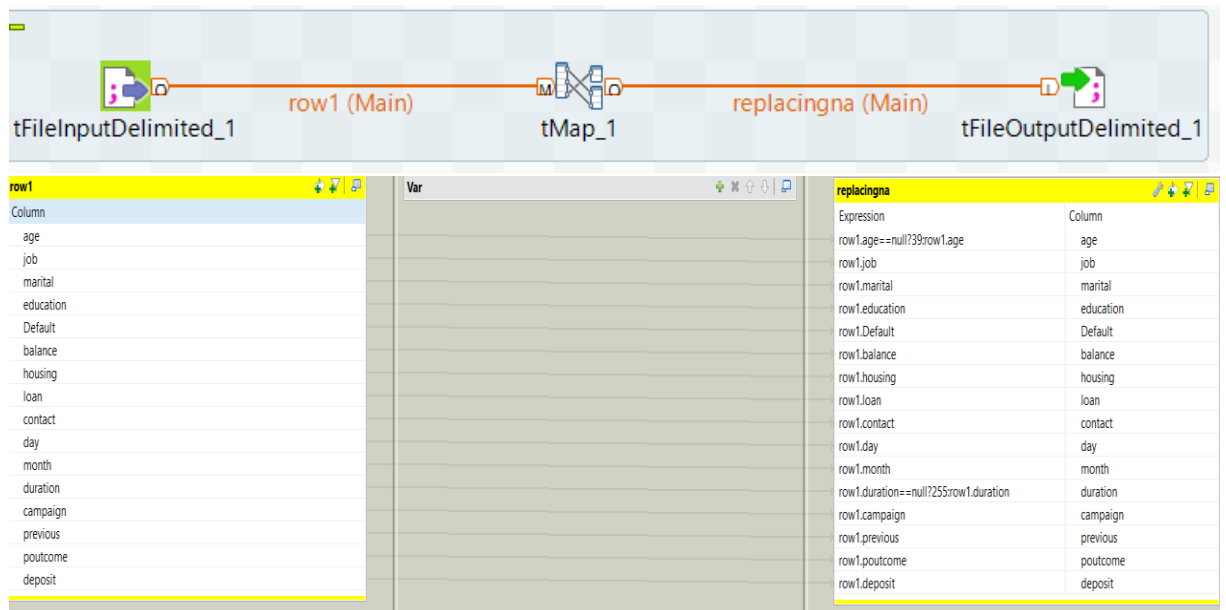 row1 (Main)
replacingna (Main)
tFileInputDelimited_1
tMap_1
tFileOutputDelimited_1
row1
Column
age
job
marital
education
Default
balance
housing
loan
contact
day
month
duration
campaign
previous
poutcome
deposit
Var
replacingna
Expression Column
row1.age==null?39:row1.age age
row1.job job
row1.marital marital
row1.education education
row1.Default Default
row1.balance balance
row1.housing housing
row1.loan loan
row1.contact contact
row1.day day
row1.month month
row1.duration==null?255:row1.duration duration
row1.campaign campaign
row1.previous previous
row1.poutcome poutcome
row1.deposit deposit